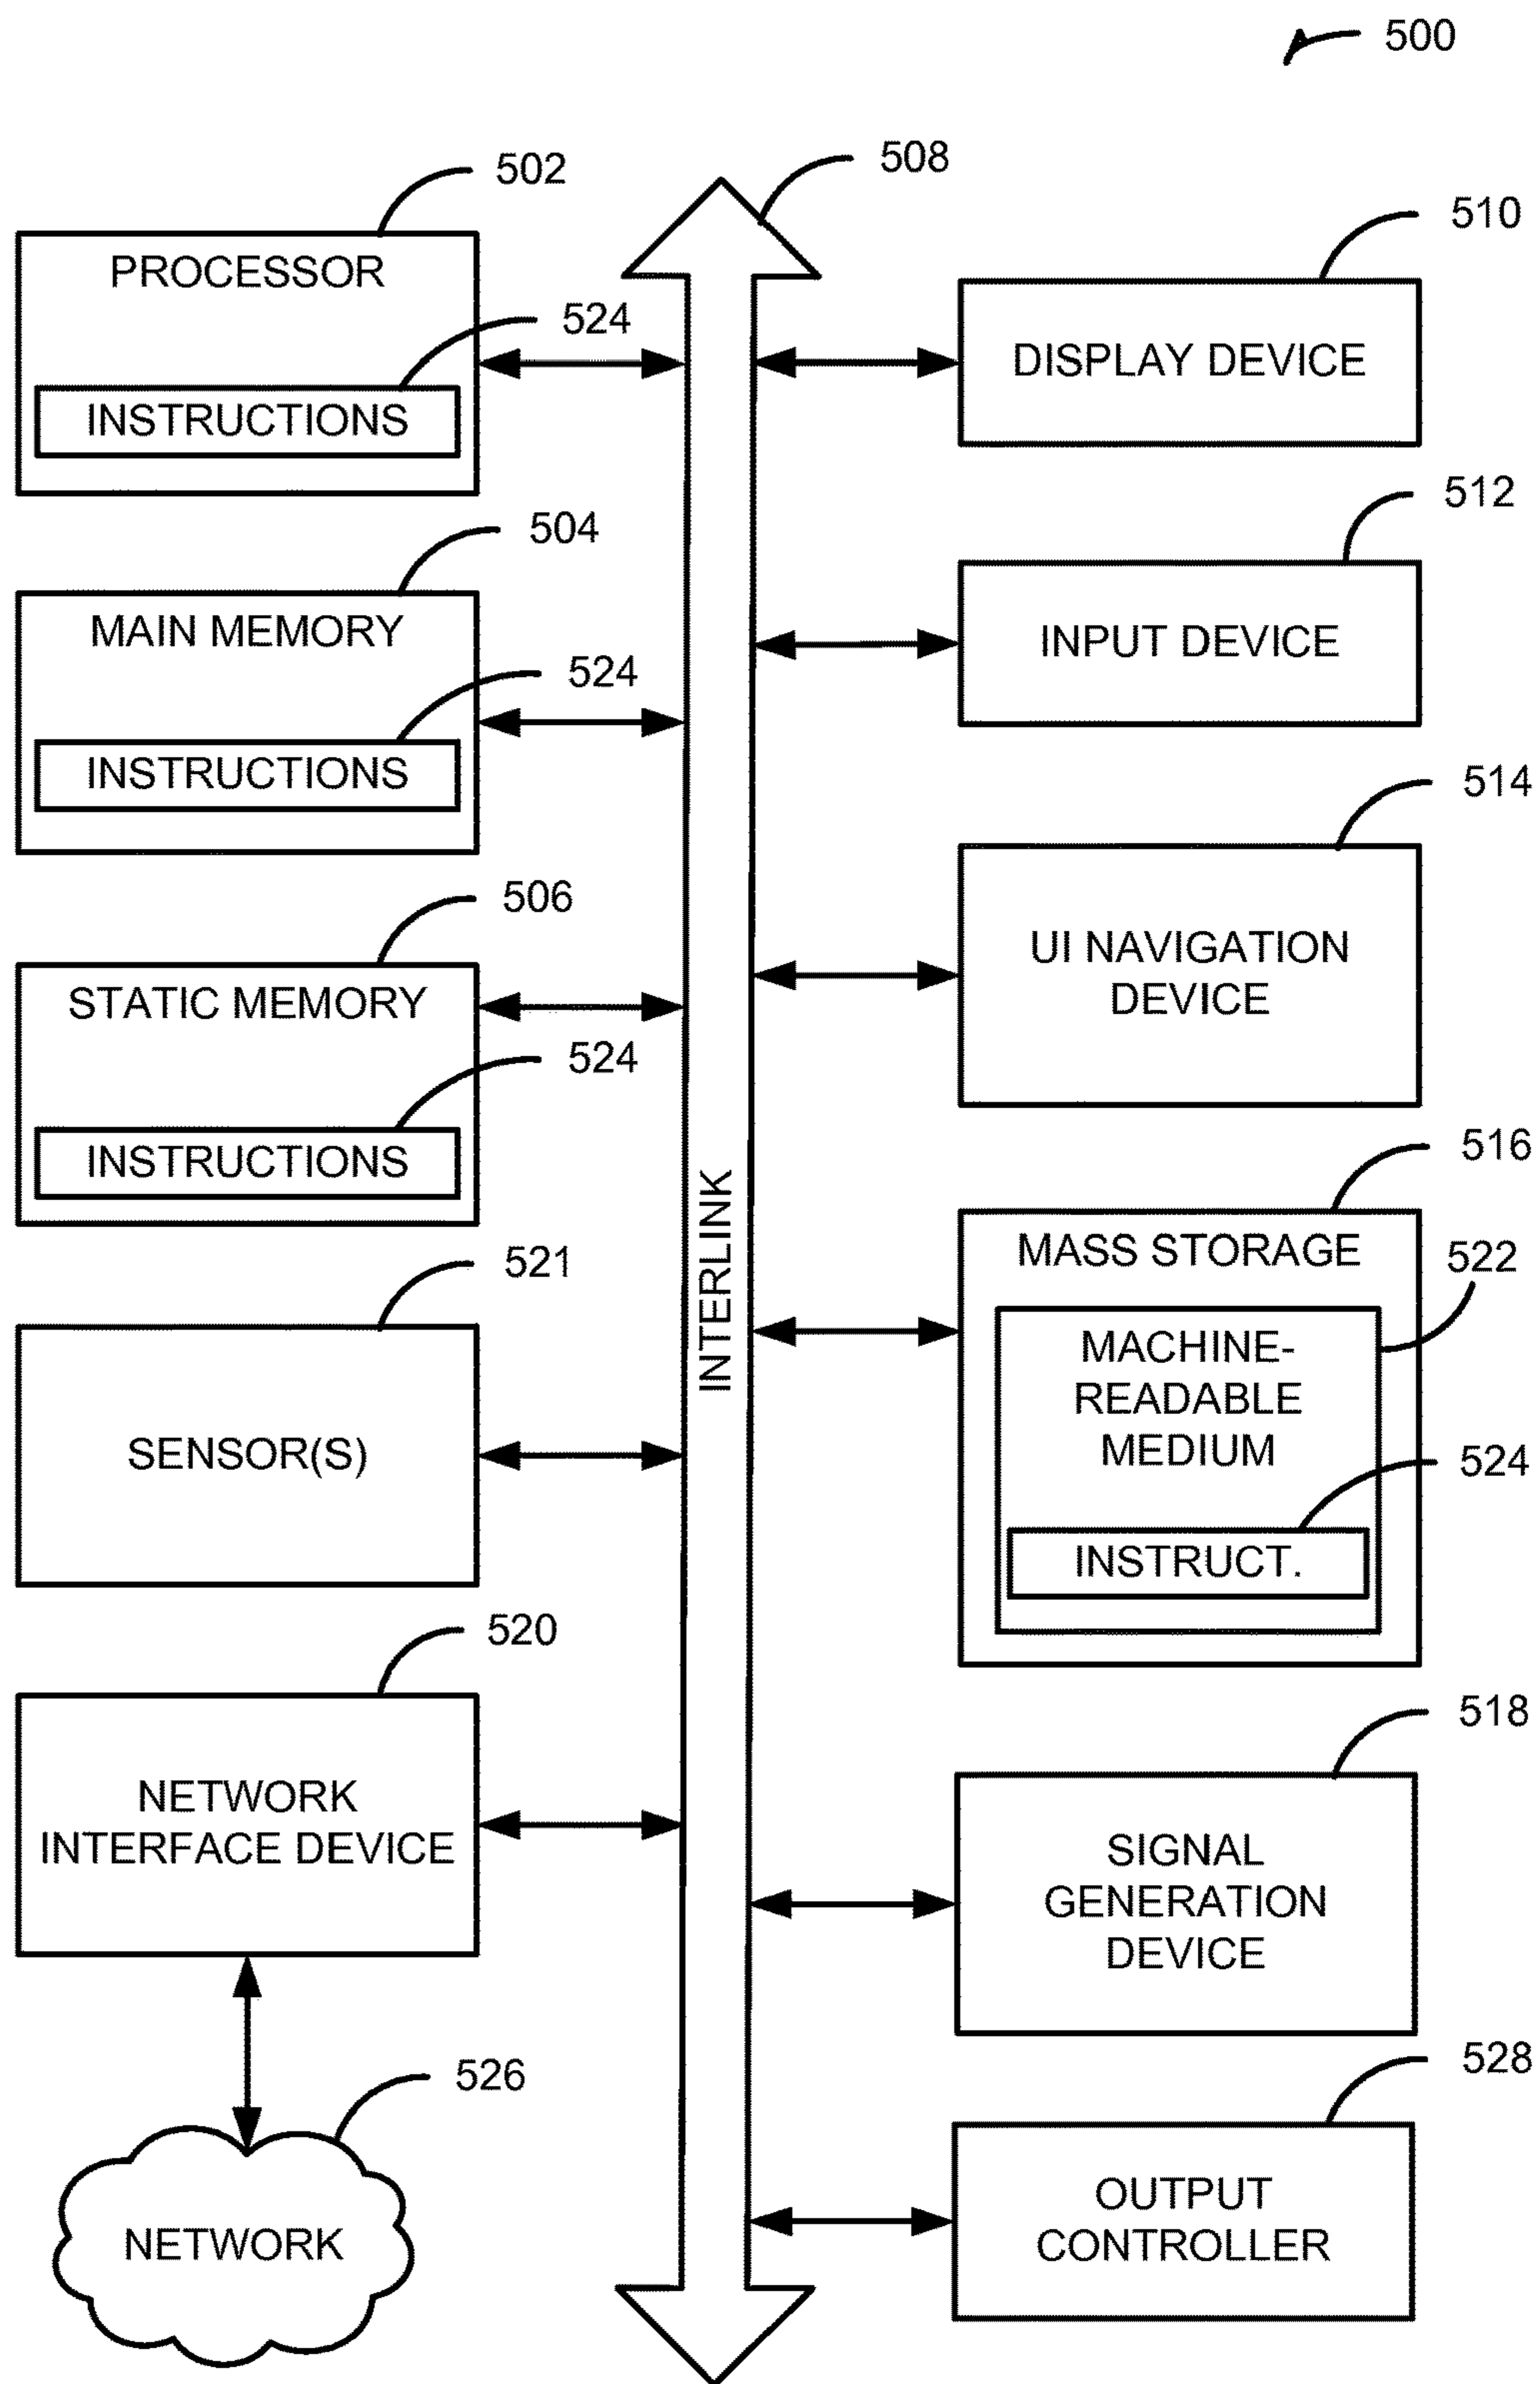 500
502
PROCESSOR
524
INSTRUCTIONS
504
MAIN MEMORY
524
INSTRUCTIONS
506
STATIC MEMORY
524
INSTRUCTIONS
521
SENSOR(S)
520
NETWORK
INTERFACE DEVICE
526
NETWORK
508
INTERLINK
510
DISPLAY DEVICE
512
INPUT DEVICE
514
UI NAVIGATION
DEVICE
516
MASS STORAGE
522
MACHINE-
READABLE
MEDIUM
524
INSTRUCT.
518
SIGNAL
GENERATION
DEVICE
528
OUTPUT
CONTROLLER